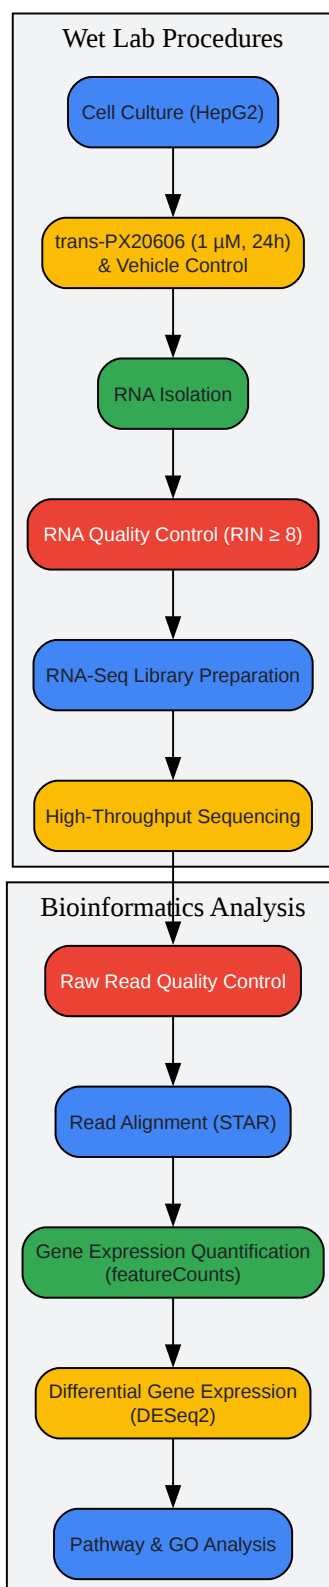 Wet Lab Procedures
Cell Culture (HepG2)
trans-PX20606 (1 µM, 24h)
& Vehicle Control
RNA Isolation
RNA Quality Control (RIN ≥ 8)
RNA-Seq Library Preparation
High-Throughput Sequencing
Bioinformatics Analysis
Raw Read Quality Control
Read Alignment (STAR)
Gene Expression Quantification
(featureCounts)
Differential Gene Expression
(DESeq2)
Pathway & GO Analysis